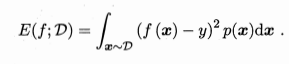 E(f; 𝒟) = ∫_{𝒙∼𝒟} (f (𝒙) − y)² p(𝒙)d𝒙 .